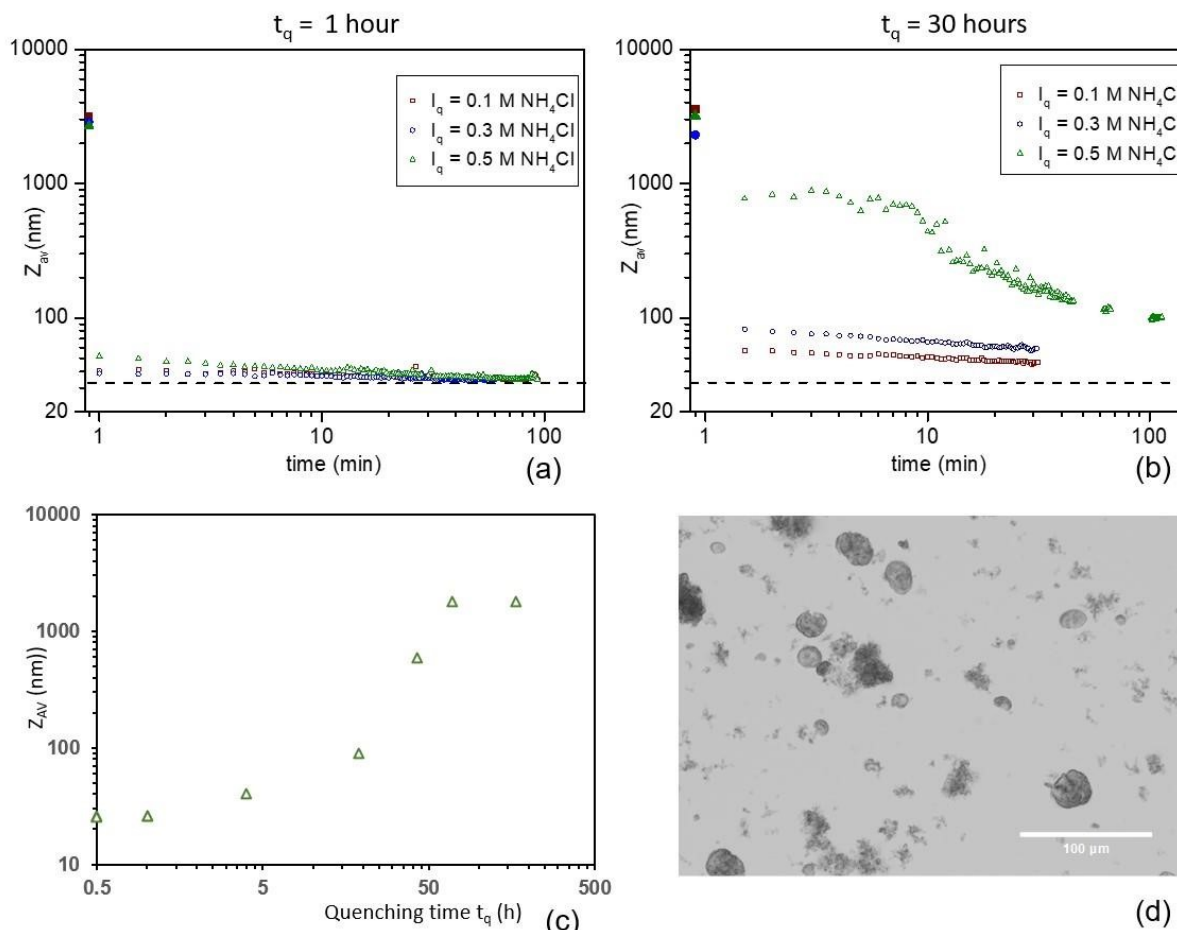 t_q = 1 hour
10000
1000
100
20
Z_av(nm)
I_q = 0.1 M NH_4Cl
I_q = 0.3 M NH_4Cl
I_q = 0.5 M NH_4Cl
1
10
100
time (min)
(a)
t_q = 30 hours
10000
1000
100
20
Z_av(nm)
I_q = 0.1 M NH_4Cl
I_q = 0.3 M NH_4Cl
I_q = 0.5 M NH_4Cl
1
10
100
time (min)
(b)
10000
1000
100
10
Z_AV (nm))
0.5
5
50
500
Quenching time t_q (h)
(c)
100 µm
(d)